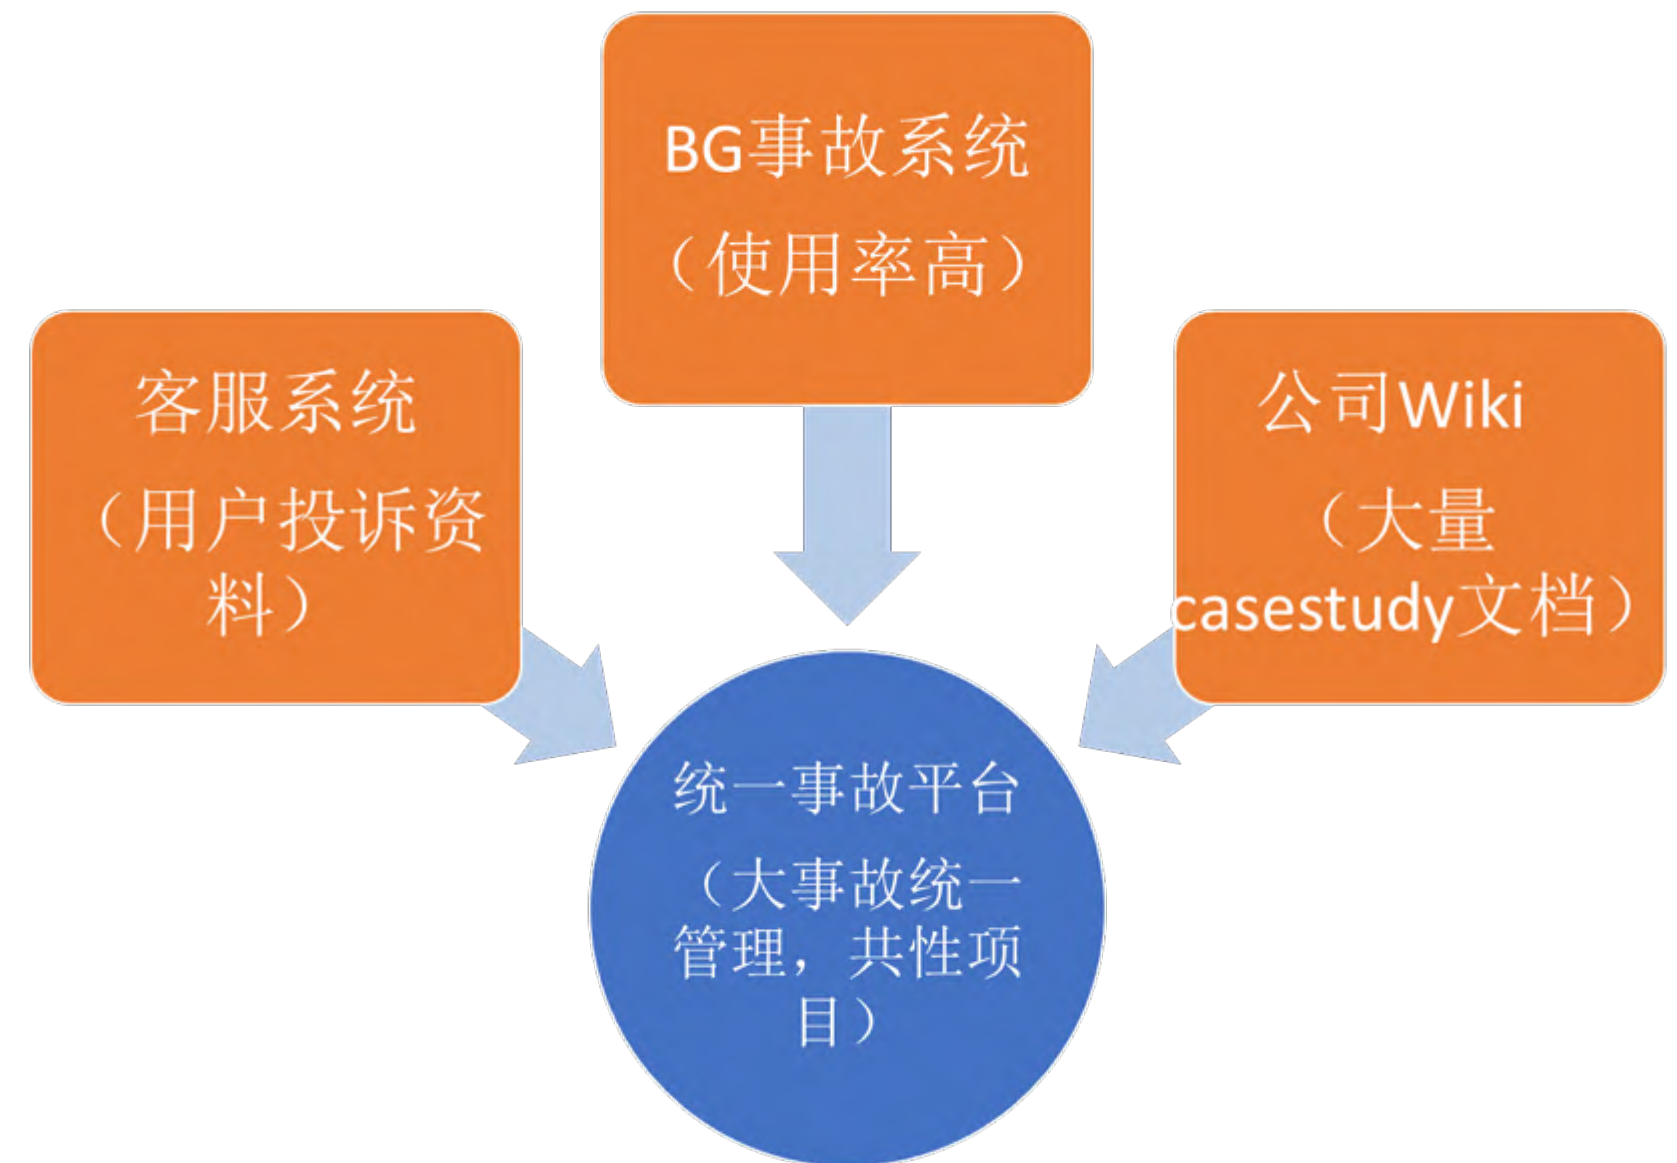 BG事故系统
（使用率高）
客服系统
（用户投诉资
料）
公司Wiki
（大量
casestudy文档）
统一事故平台
（大事故统一
管理，共性项
目）